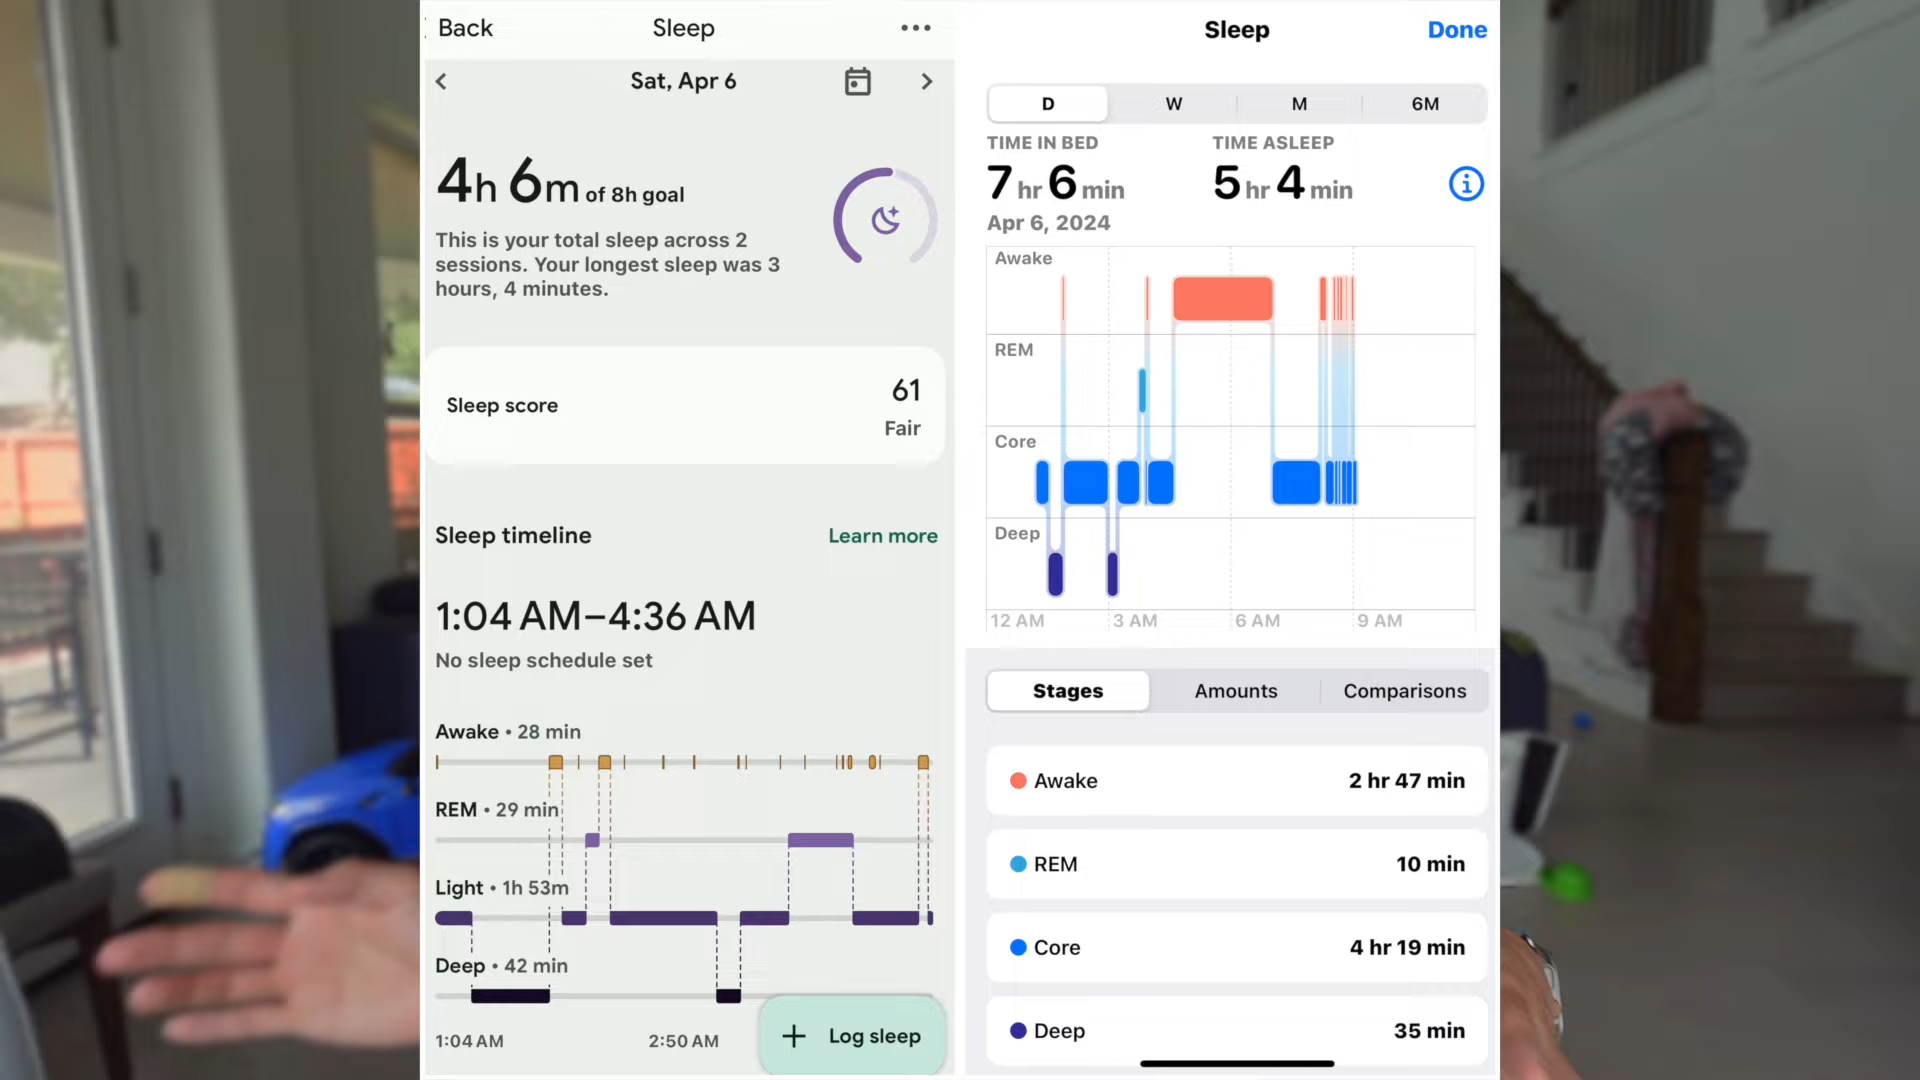 Back
Sleep
Sat, Apr 6
4h 6m of 8h goal
This is your total sleep across 2
sessions. Your longest sleep was 3
hours, 4 minutes.
Sleep score
61
Fair
Sleep timeline
Learn more
1:04 AM–4:36 AM
No sleep schedule set
Awake • 28 min
REM • 29 min
Light • 1h 53m
Deep • 42 min
1:04 AM
2:50 AM
+ Log sleep
Sleep
Done
D
W
M
6M
TIME IN BED
TIME ASLEEP
7 hr 6 min
5 hr 4 min
Apr 6, 2024
Awake
REM
Core
Deep
12 AM
3 AM
6 AM
9 AM
Stages
Amounts
Comparisons
Awake
2 hr 47 min
REM
10 min
Core
4 hr 19 min
Deep
35 min